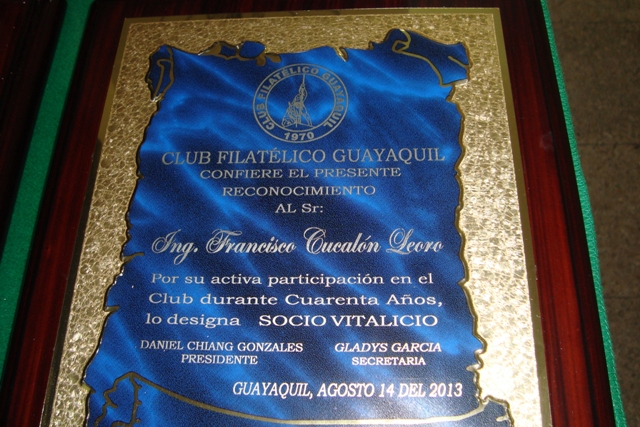 CLUB FILATÉLICO GUAYAQUIL
1970
CLUB FILATÉLICO GUAYAQUIL
CONFIERE EL PRESENTE
RECONOCIMIENTO
AL Sr:
Ing. Francisco Cucalón Leoro
Por su activa participación en el
Club durante Cuarenta Años,
lo designa SOCIO VITALICIO
DANIEL CHIANG GONZALES GLADYS GARCIA
PRESIDENTE SECRETARIA
GUAYAQUIL, AGOSTO 14 DEL 2013